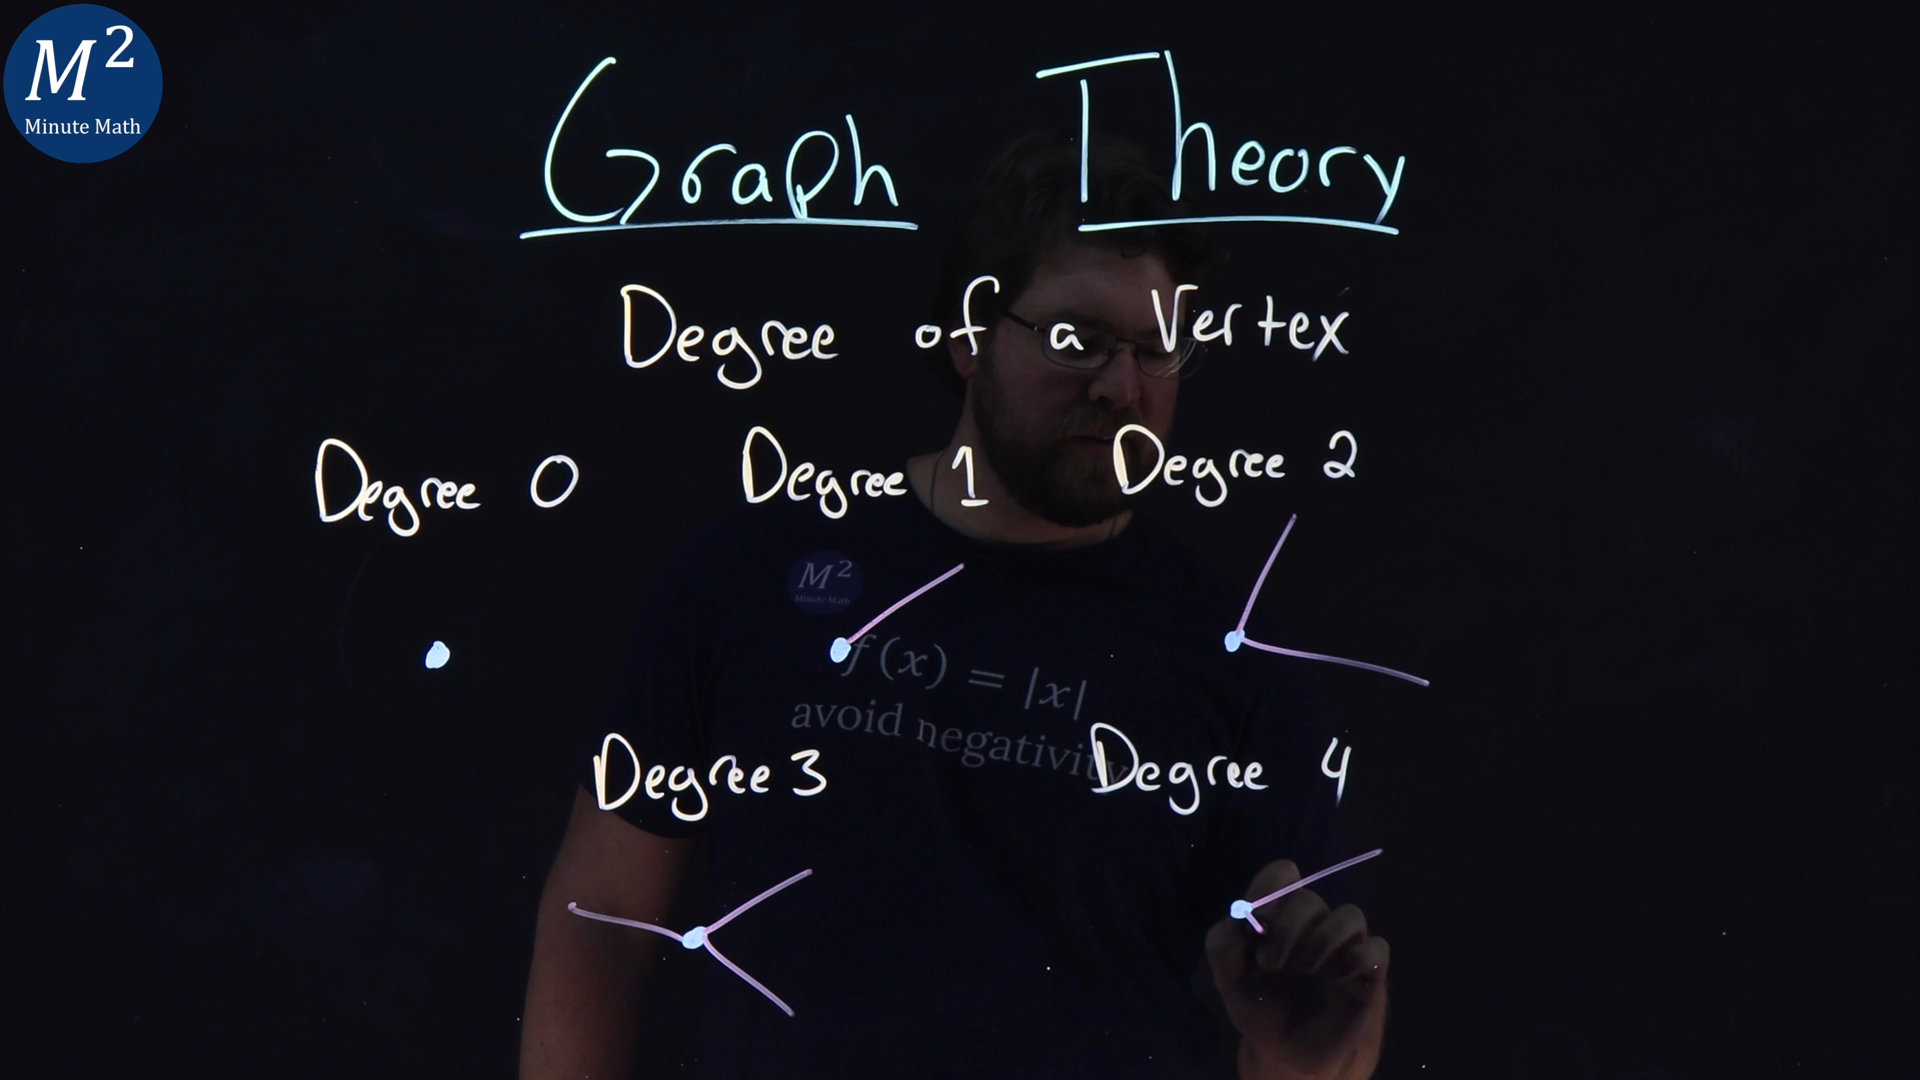 M²
Minute Math
Graph Theory
Degree of a Vertex
Degree 0 Degree 1 Degree 2
M²
Minute Math
f(x) = |x|
avoid negativity
Degree 3 Degree 4